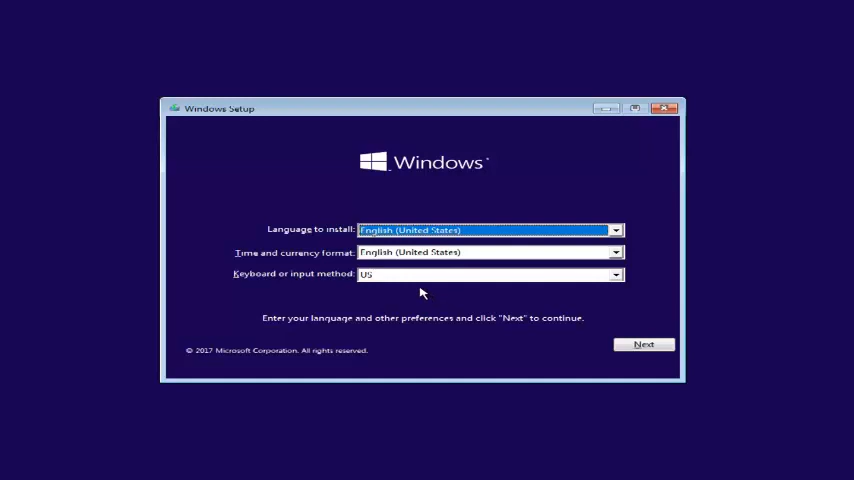 Windows Setup
Windows
Language to install: English (United States)
Time and currency format: English (United States)
Keyboard or input method: US
Enter your language and other preferences and click "Next" to continue.
Next
© 2017 Microsoft Corporation. All rights reserved.